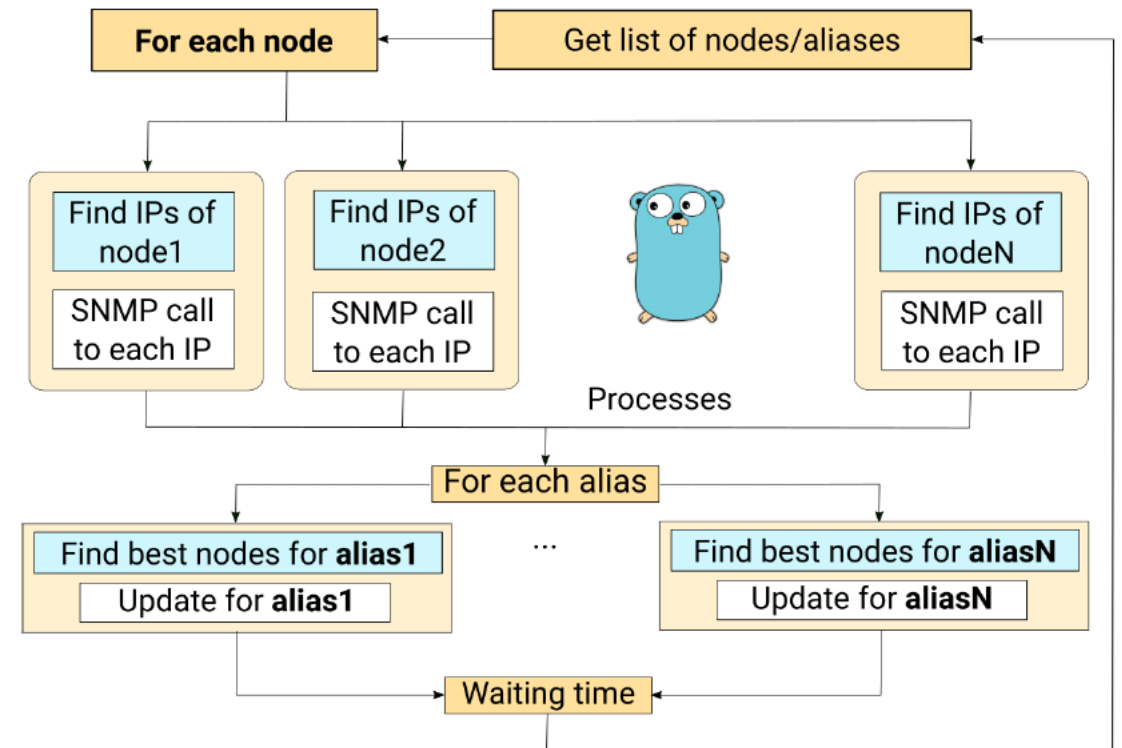 For each node
Get list of nodes/aliases
Find IPs of
node1
SNMP call
to each IP
Find IPs of
node2
SNMP call
to each IP
Find IPs of
nodeN
SNMP call
to each IP
Processes
For each alias
Find best nodes for alias1
Update for alias1
...
Find best nodes for aliasN
Update for aliasN
Waiting time